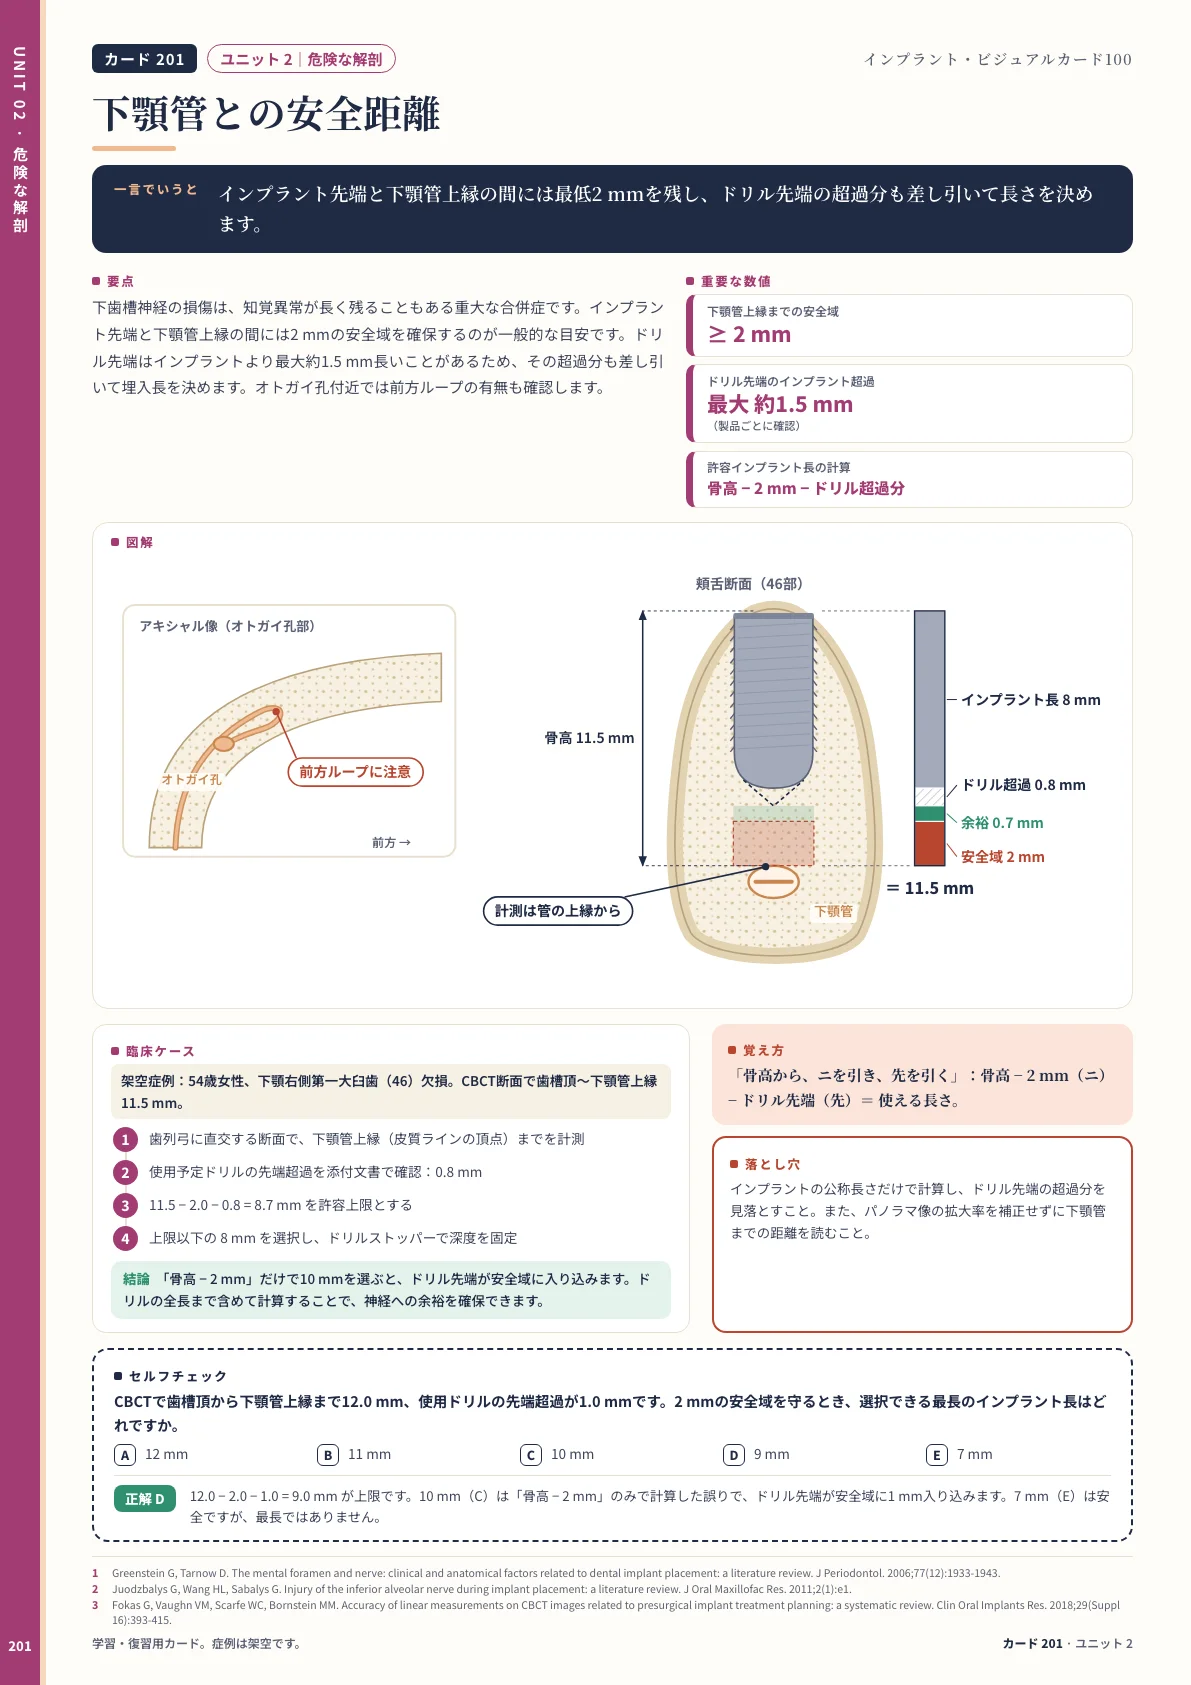 UNIT 02 · 危険な解剖
カード 201
ユニット 2｜危険な解剖
インプラント・ビジュアルカード100
下顎管との安全距離
一言でいうと
インプラント先端と下顎管上縁の間には最低2 mmを残し、ドリル先端の超過分も差し引いて長さを決め
ます。
要点
下歯槽神経の損傷は、知覚異常が長く残ることもある重大な合併症です。インプラン
ト先端と下顎管上縁の間には2 mmの安全域を確保するのが一般的な目安です。ドリ
ル先端はインプラントより最大約1.5 mm長いことがあるため、その超過分も差し引
いて埋入長を決めます。オトガイ孔付近では前方ループの有無も確認します。
重要な数値
下顎管上縁までの安全域
≥ 2 mm
ドリル先端のインプラント超過
最大 約1.5 mm
（製品ごとに確認）
許容インプラント長の計算
骨高 − 2 mm − ドリル超過分
図解
アキシャル像（オトガイ孔部）
オトガイ孔
前方ループに注意
前方 →
頬舌断面（46部）
骨高 11.5 mm
計測は管の上縁から
下顎管
インプラント長 8 mm
ドリル超過 0.8 mm
余裕 0.7 mm
安全域 2 mm
＝ 11.5 mm
臨床ケース
架空症例：54歳女性、下顎右側第一大臼歯（46）欠損。CBCT断面で歯槽頂〜下顎管上縁
11.5 mm。
1 歯列弓に直交する断面で、下顎管上縁（皮質ラインの頂点）までを計測
2 使用予定ドリルの先端超過を添付文書で確認：0.8 mm
3 11.5 − 2.0 − 0.8 = 8.7 mm を許容上限とする
4 上限以下の 8 mm を選択し、ドリルストッパーで深度を固定
結論 「骨高 − 2 mm」だけで10 mmを選ぶと、ドリル先端が安全域に入り込みます。ド
リルの全長まで含めて計算することで、神経への余裕を確保できます。
覚え方
「骨高から、ニを引き、先を引く」：骨高 − 2 mm（ニ）
− ドリル先端（先）＝ 使える長さ。
落とし穴
インプラントの公称長さだけで計算し、ドリル先端の超過分を
見落とすこと。また、パノラマ像の拡大率を補正せずに下顎管
までの距離を読むこと。
セルフチェック
CBCTで歯槽頂から下顎管上縁まで12.0 mm、使用ドリルの先端超過が1.0 mmです。2 mmの安全域を守るとき、選択できる最長のインプラント長はど
れですか。
A 12 mm
B 11 mm
C 10 mm
D 9 mm
E 7 mm
正解 D
12.0 − 2.0 − 1.0 = 9.0 mm が上限です。10 mm（C）は「骨高 − 2 mm」のみで計算した誤りで、ドリル先端が安全域に1 mm入り込みます。7 mm（E）は安
全ですが、最長ではありません。
1 Greenstein G, Tarnow D. The mental foramen and nerve: clinical and anatomical factors related to dental implant placement: a literature review. J Periodontol. 2006;77(12):1933-1943.
2 Juodzbalys G, Wang HL, Sabalys G. Injury of the inferior alveolar nerve during implant placement: a literature review. J Oral Maxillofac Res. 2011;2(1):e1.
3 Fokas G, Vaughn VM, Scarfe WC, Bornstein MM. Accuracy of linear measurements on CBCT images related to presurgical implant treatment planning: a systematic review. Clin Oral Implants Res. 2018;29(Suppl
16):393-415.
201
学習・復習用カード。症例は架空です。
カード 201 · ユニット 2